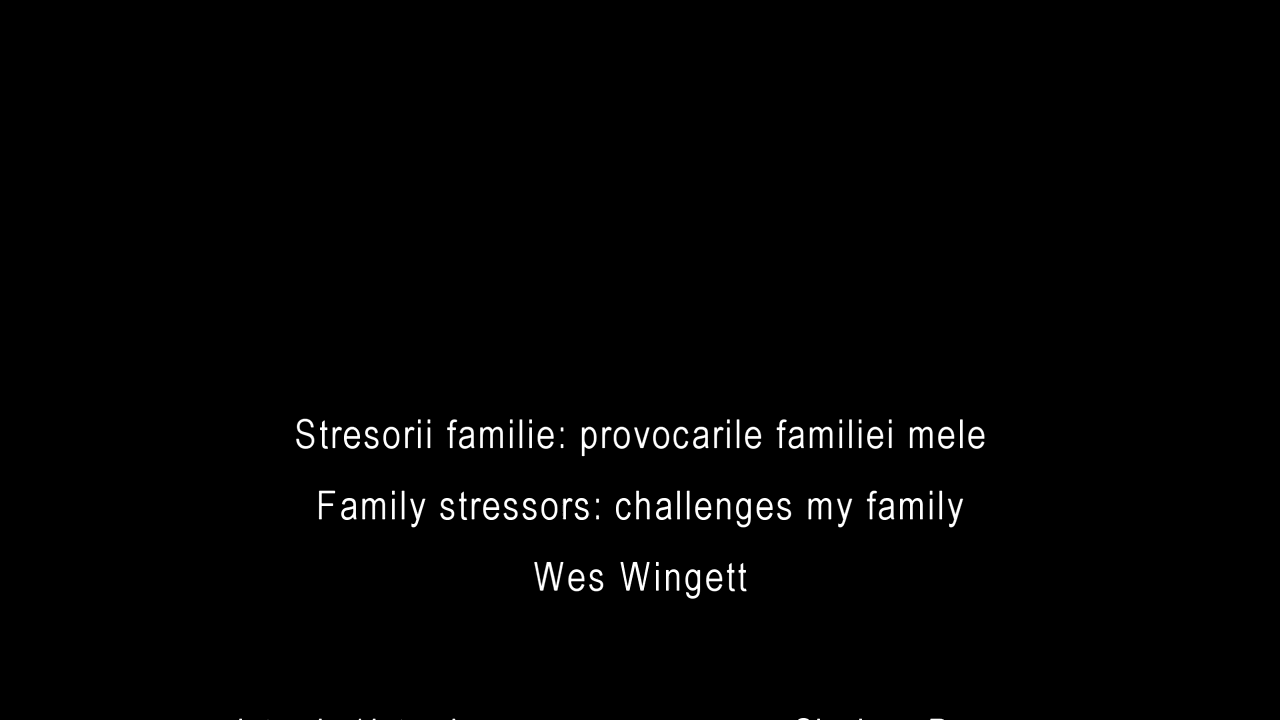 Stresorii familie: provocarile familiei mele
Family stressors: challenges my family
Wes Wingett